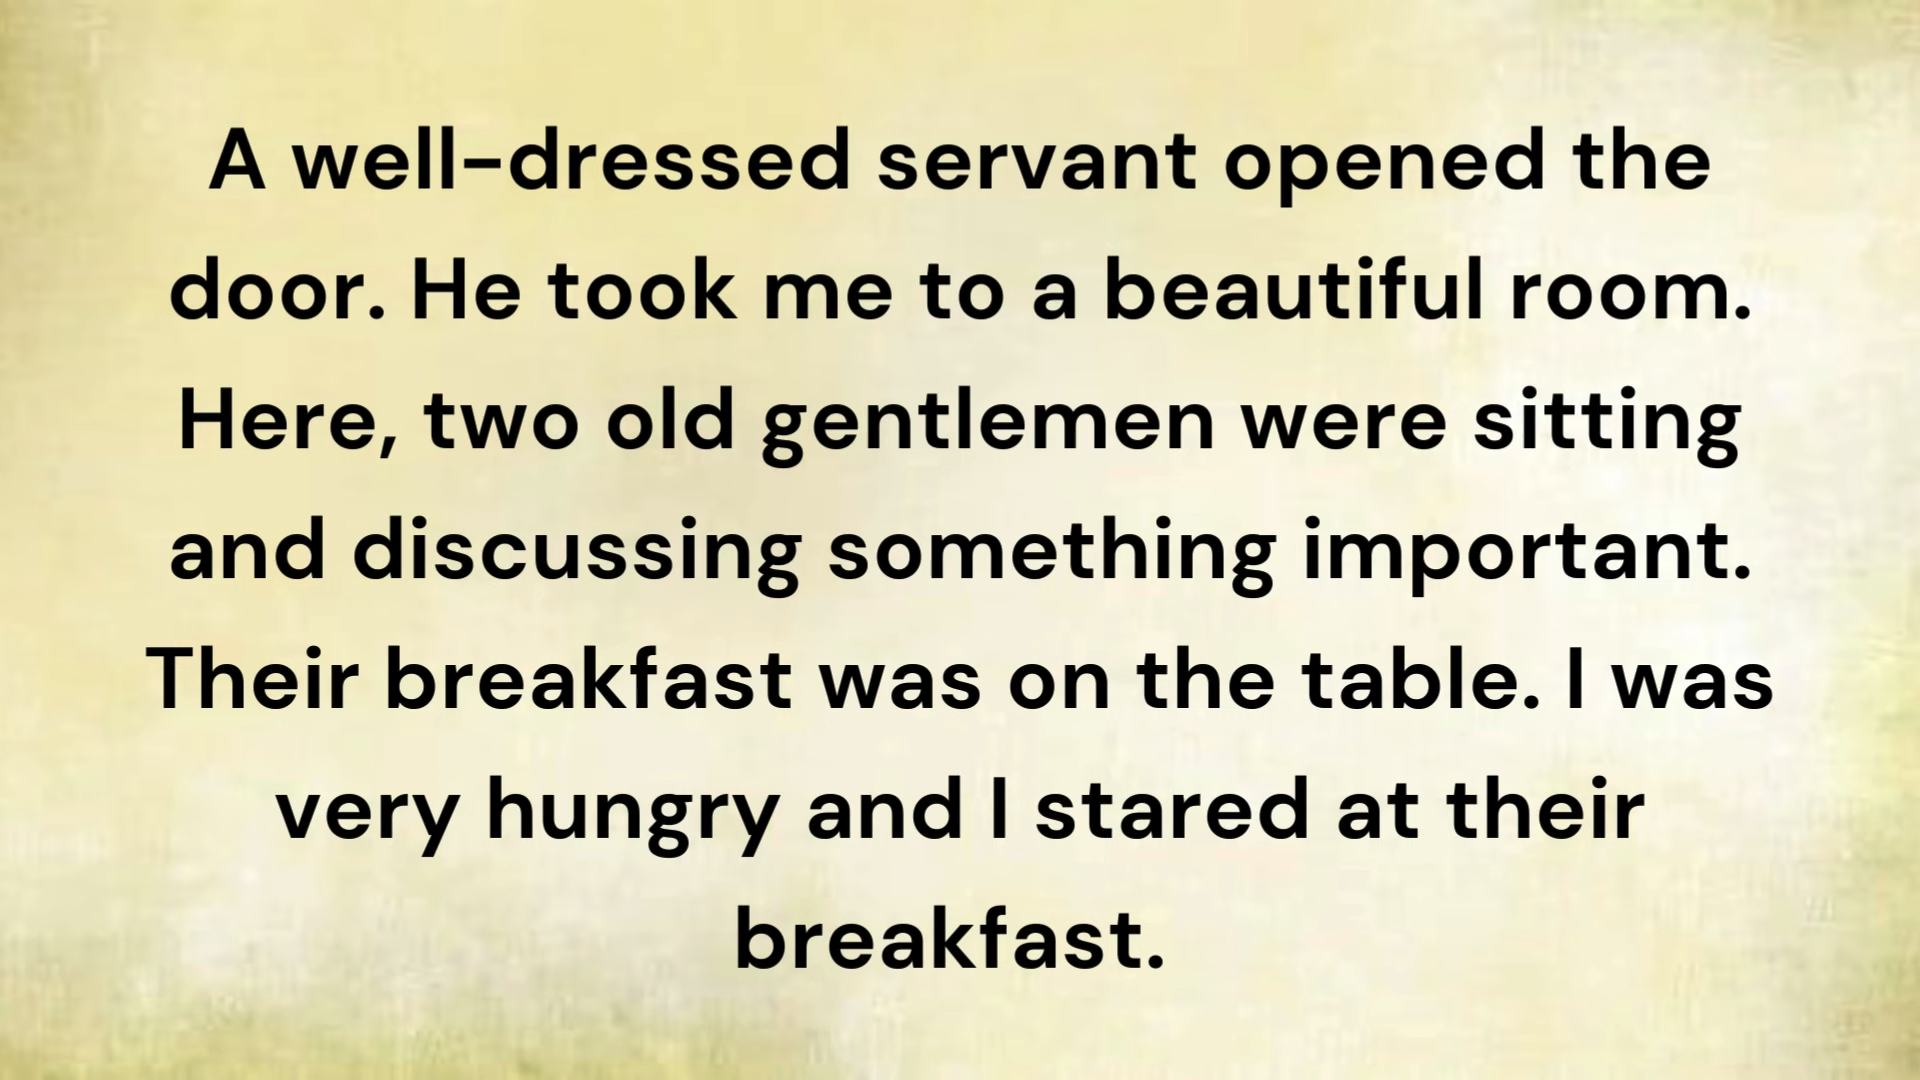 A well-dressed servant opened the
door. He took me to a beautiful room.
Here, two old gentlemen were sitting
and discussing something important.
Their breakfast was on the table. I was
very hungry and I stared at their
breakfast.